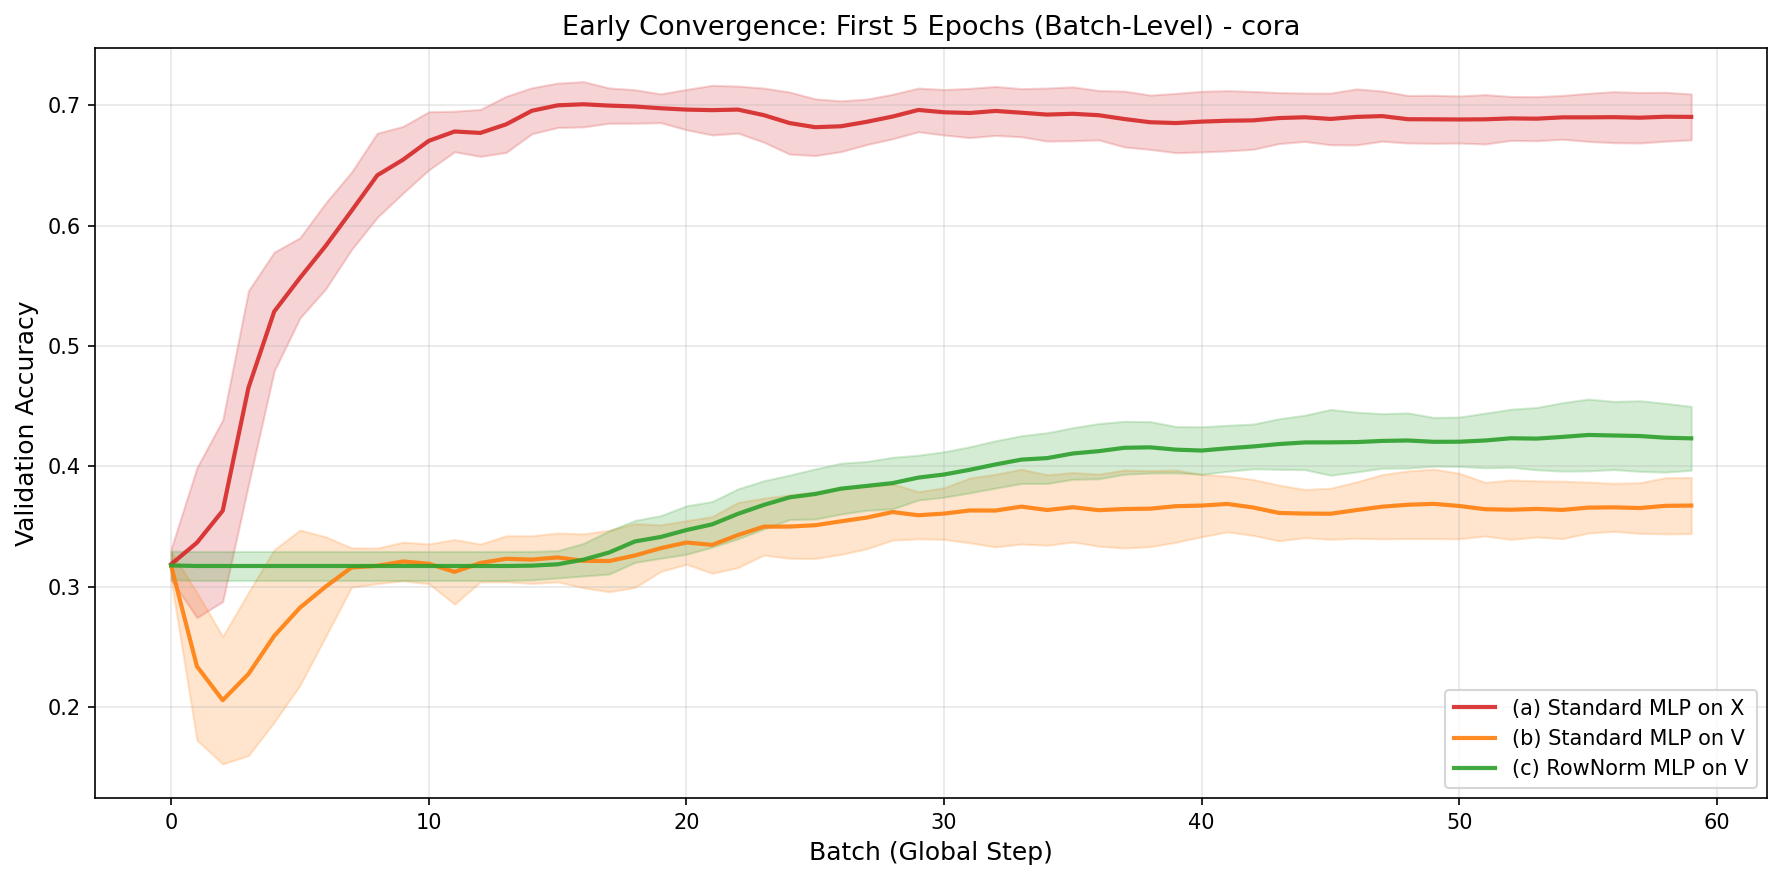 Early Convergence: First 5 Epochs (Batch-Level) - cora
Validation Accuracy
0.7
0.6
0.5
0.4
0.3
0.2
0 10 20 30 40 50 60
Batch (Global Step)
(a) Standard MLP on X
(b) Standard MLP on V
(c) RowNorm MLP on V